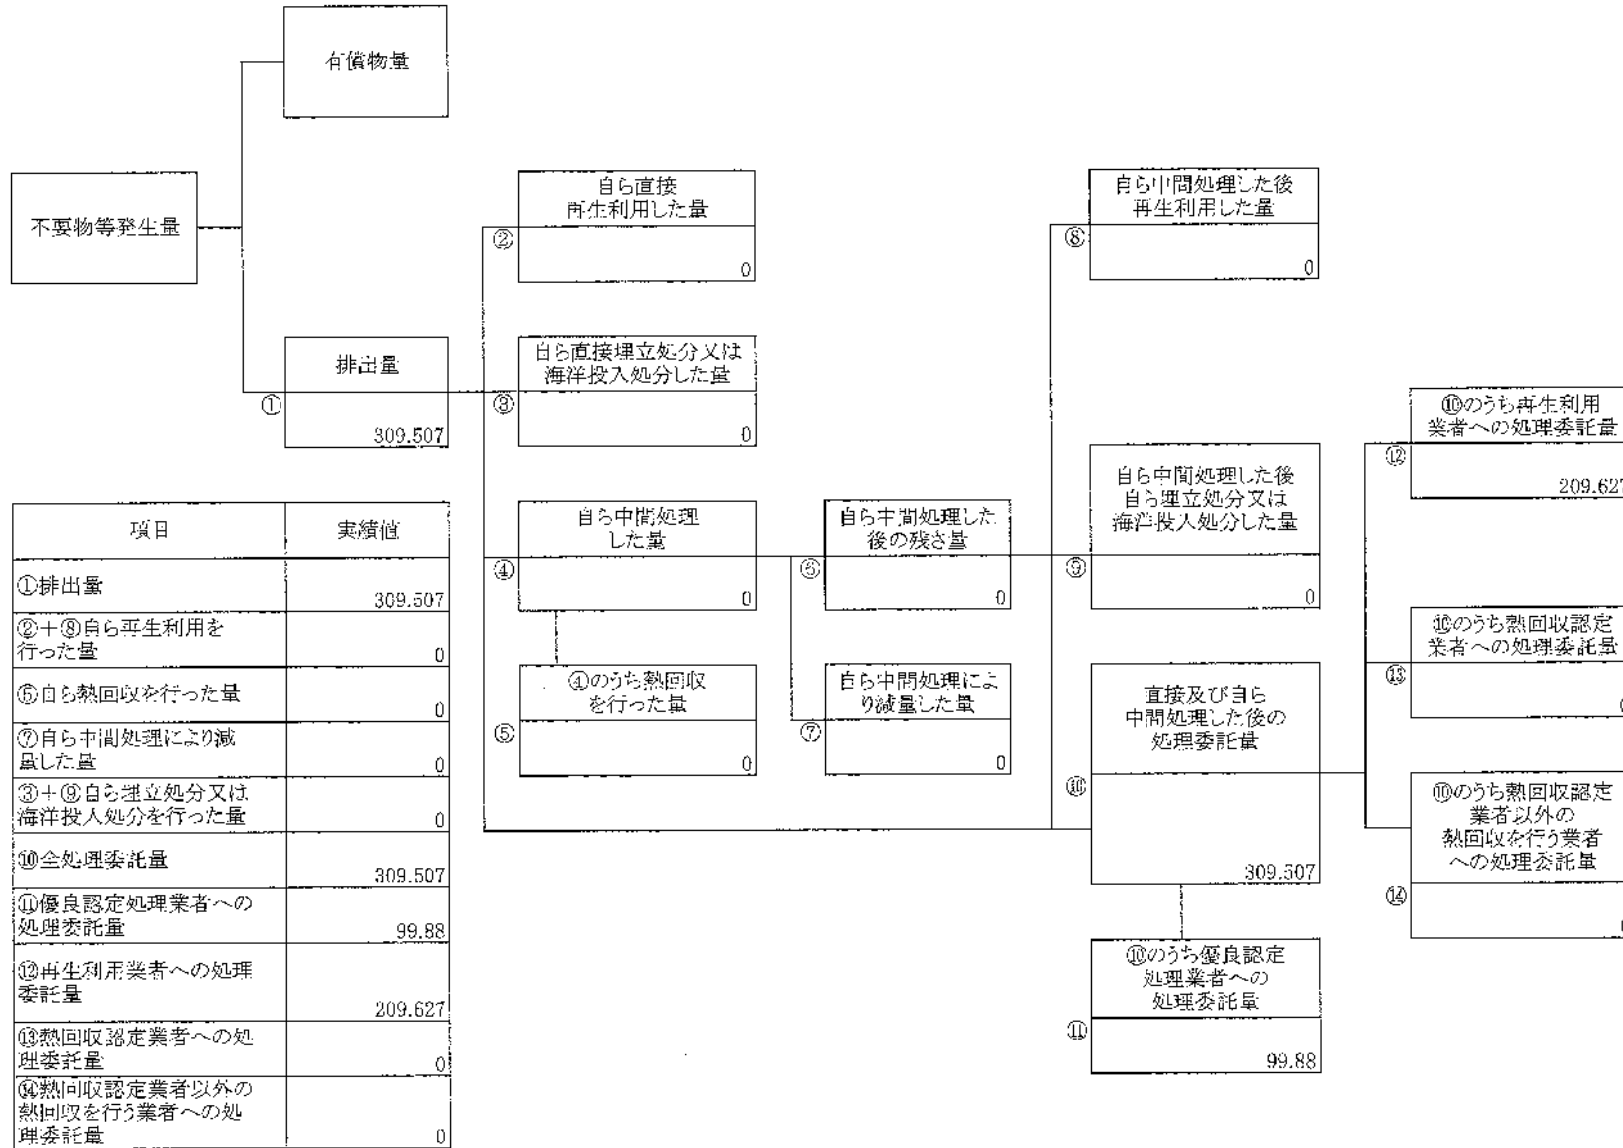 有償物量
不要物等発生量
排出量
①
309.507
自ら直接
再生利用した量
②
0
自ら直接埋立処分又は
海洋投入処分した量
③
0
自ら中間処理
した量
④
0
④のうち熱回収
を行った量
⑤
0
自ら中間処理した
後の残さ量
⑥
0
自ら中間処理によ
り減量した量
⑦
0
自ら中間処理した後
再生利用した量
⑧
0
自ら中間処理した後
自ら埋立処分又は
海洋投入処分した量
⑨
0
直接及び自ら
中間処理した後の
処理委託量
⑩
309.507
⑩のうち優良認定
処理業者への
処理委託量
⑪
99.88
⑩のうち再生利用
業者への処理委託量
⑫
209.627
⑩のうち熱回収認定
業者への処理委託量
⑬
0
⑩のうち熱回収認定
業者以外の
熱回収を行う業者
への処理委託量
⑭
項目 実績値
①排出量 309.507
②+⑧自ら再生利用を
行った量 0
⑤自ら熱回収を行った量 0
⑦自ら中間処理により減
量した量 0
③+⑨自ら埋立処分又は
海洋投入処分を行った量 0
⑩全処理委託量 309.507
⑪優良認定処理業者への
処理委託量 99.88
⑫再生利用業者への処理
委託量 209.627
⑬熱回収認定業者への処
理委託量 0
⑭熱回収認定業者以外の
熱回収を行う業者への処
理委託量 0